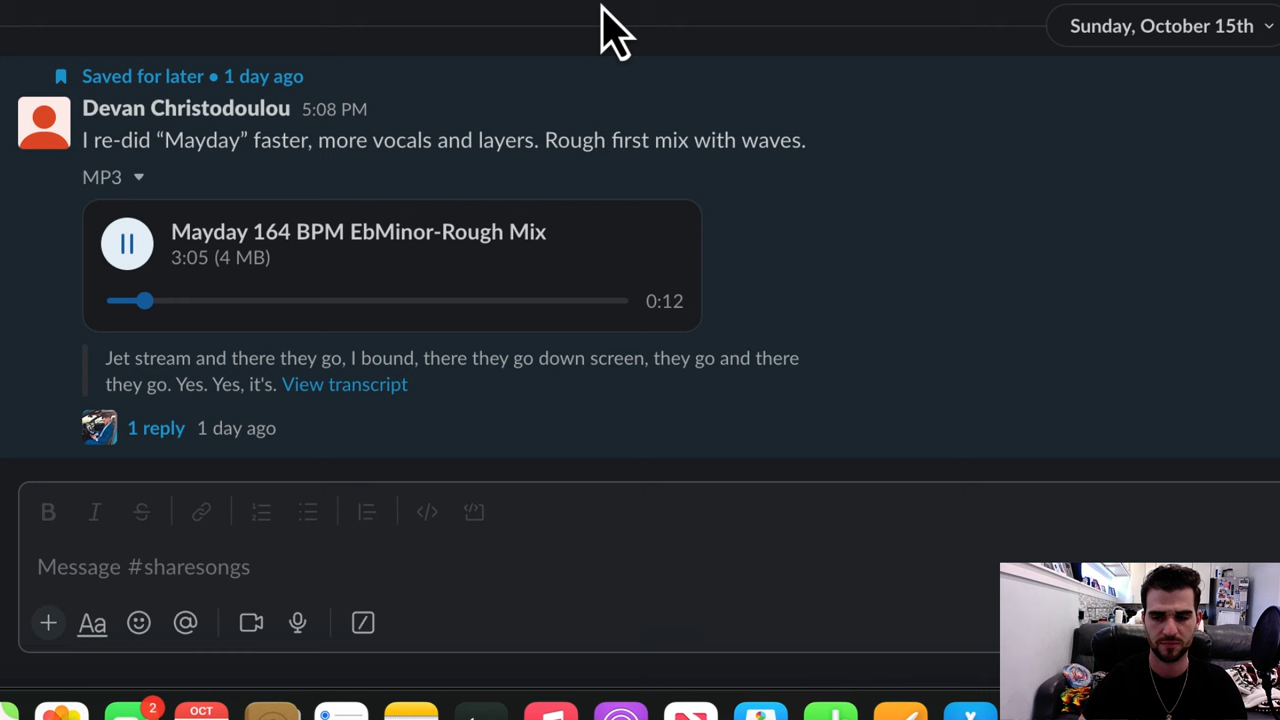 Sunday, October 15th
Saved for later • 1 day ago
Devan Christodoulou 5:08 PM
I re-did “Mayday” faster, more vocals and layers. Rough first mix with waves.
MP3
Mayday 164 BPM EbMinor-Rough Mix
3:05 (4 MB)
0:12
Jet stream and there they go, I bound, there they go down screen, they go and there
they go. Yes. Yes, it's. View transcript
1 reply 1 day ago
B I S
Message #sharesongs
Aa
2
OCT